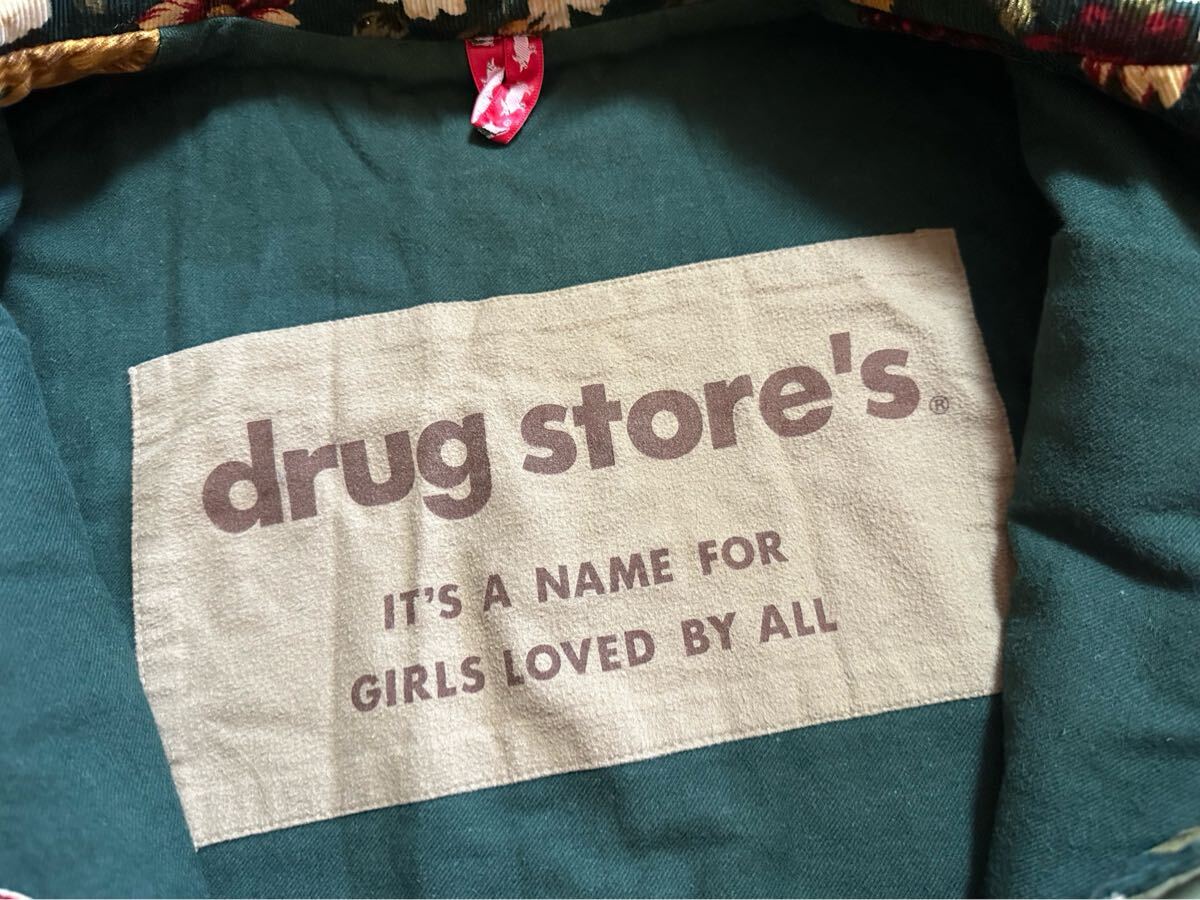 drug store's®
IT'S A NAME FOR
GIRLS LOVED BY ALL